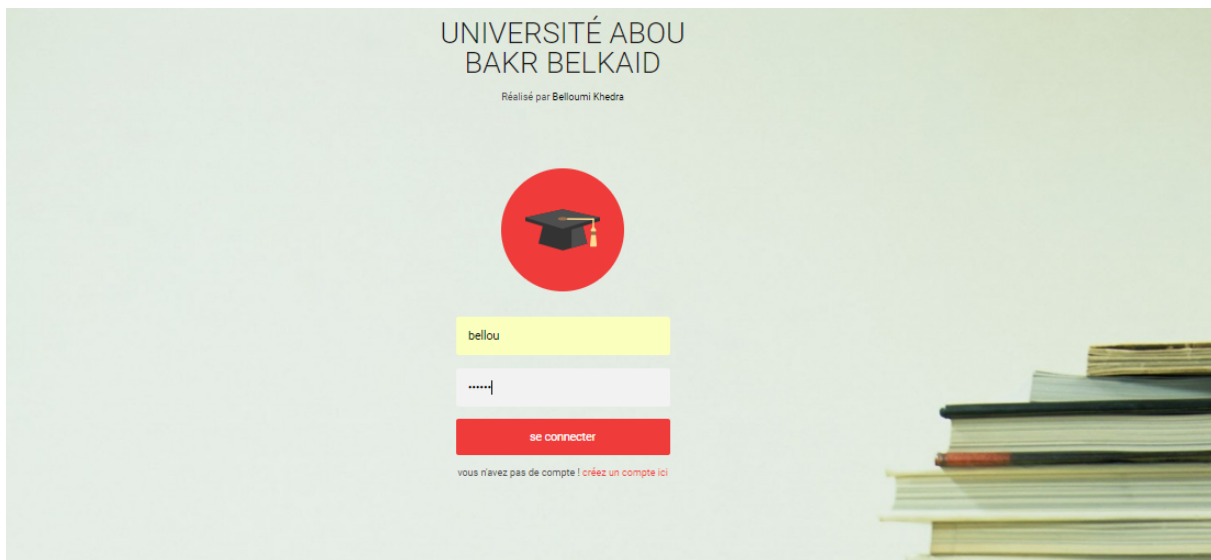 UNIVERSITÉ ABOU
BAKR BELKAID
Réalisé par Belloumi Khedra
bellou
••••••
se connecter
vous n'avez pas de compte ! créez un compte ici